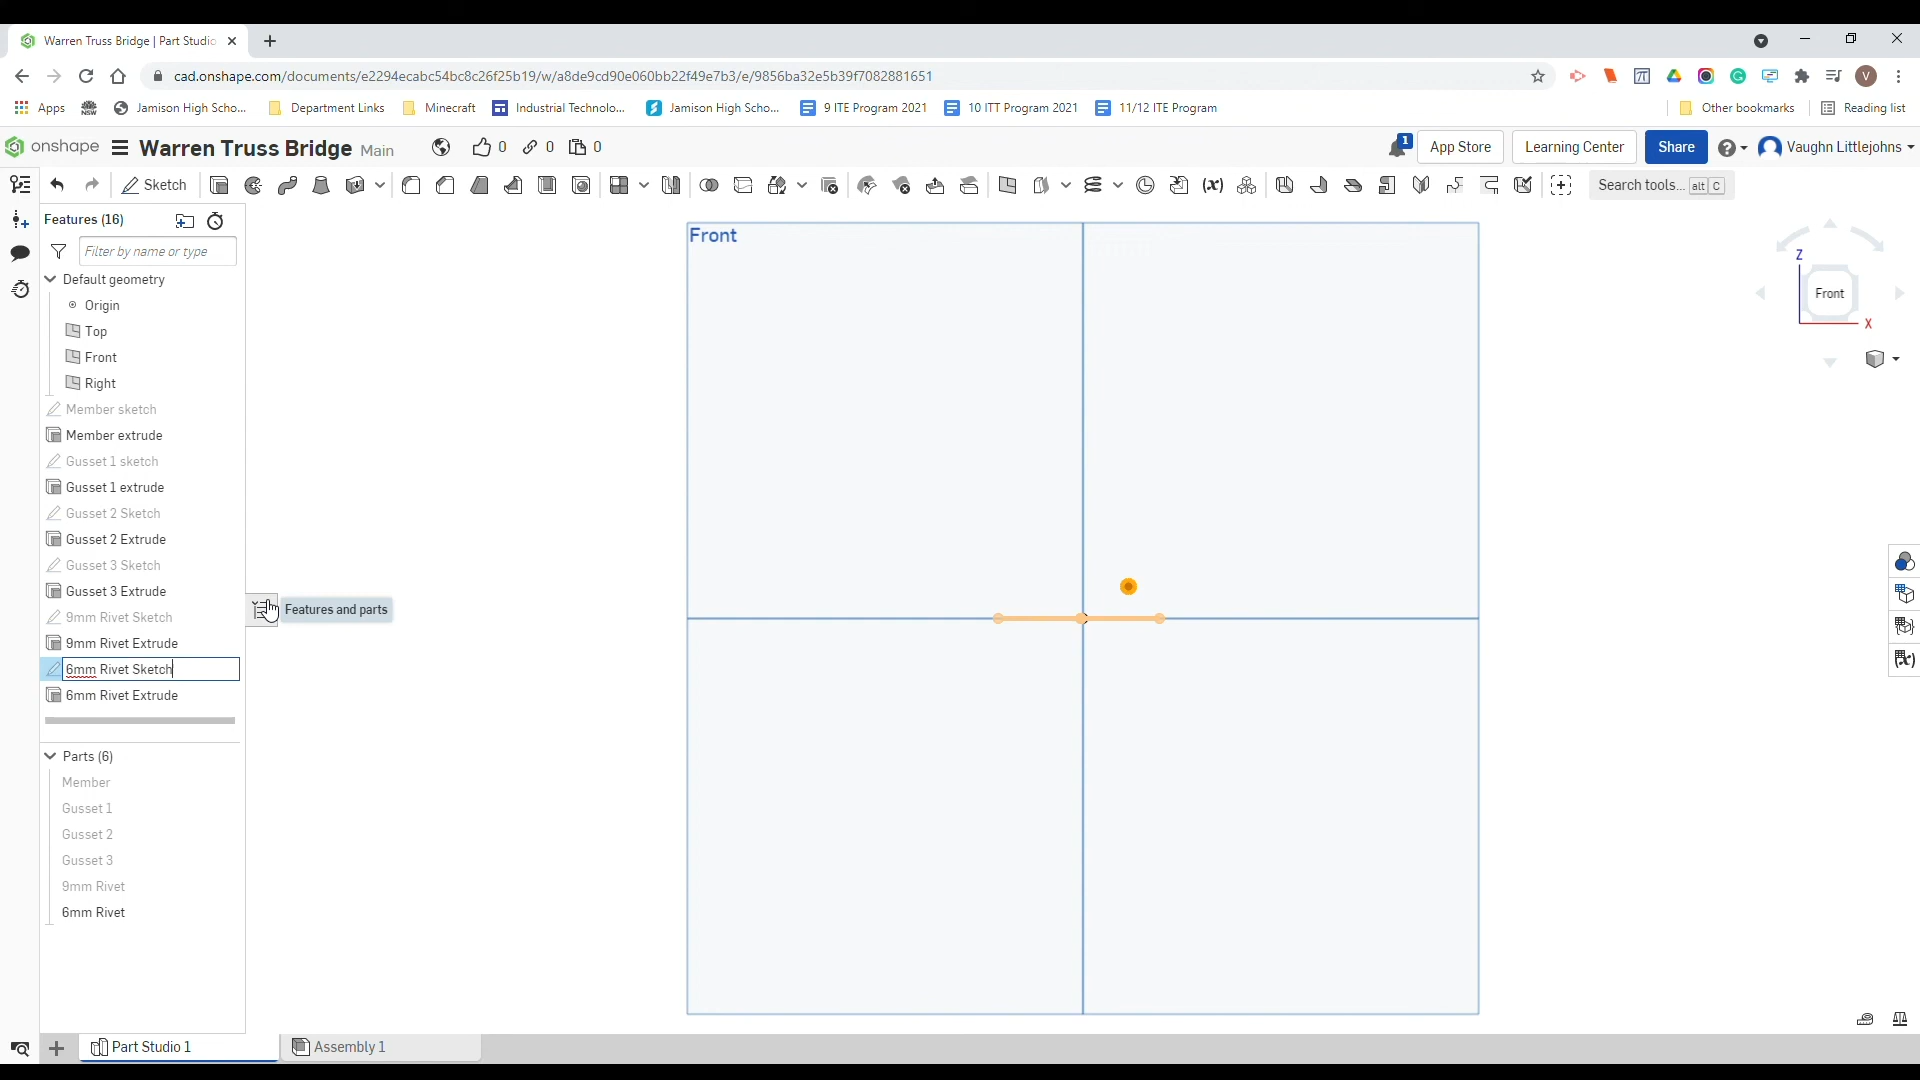 Warren Truss Bridge | Part Studio
cad.onshape.com/documents/e2294ecabc54bc8c26f25b19/w/a8de9cd90e060bb22f49e7b3/e/9856ba32e5b39f7082881651
V
Apps
NSW
Jamison High Scho...
Department Links
Minecraft
Industrial Technolo...
Jamison High Scho...
9 ITE Program 2021
10 ITT Program 2021
11/12 ITE Program
Other bookmarks
Reading list
onshape
Warren Truss Bridge Main
0
0
0
1
App Store
Learning Center
Share
Vaughn Littlejohns
Sketch
Search tools... alt C
Features (16)
Filter by name or type
Default geometry
Origin
Top
Front
Right
Member sketch
Member extrude
Gusset 1 sketch
Gusset 1 extrude
Gusset 2 Sketch
Gusset 2 Extrude
Gusset 3 Sketch
Gusset 3 Extrude
9mm Rivet Sketch
9mm Rivet Extrude
6mm Rivet Sketch
6mm Rivet Extrude
Parts (6)
Member
Gusset 1
Gusset 2
Gusset 3
9mm Rivet
6mm Rivet
Features and parts
Front
Z
Front
X
Part Studio 1
Assembly 1